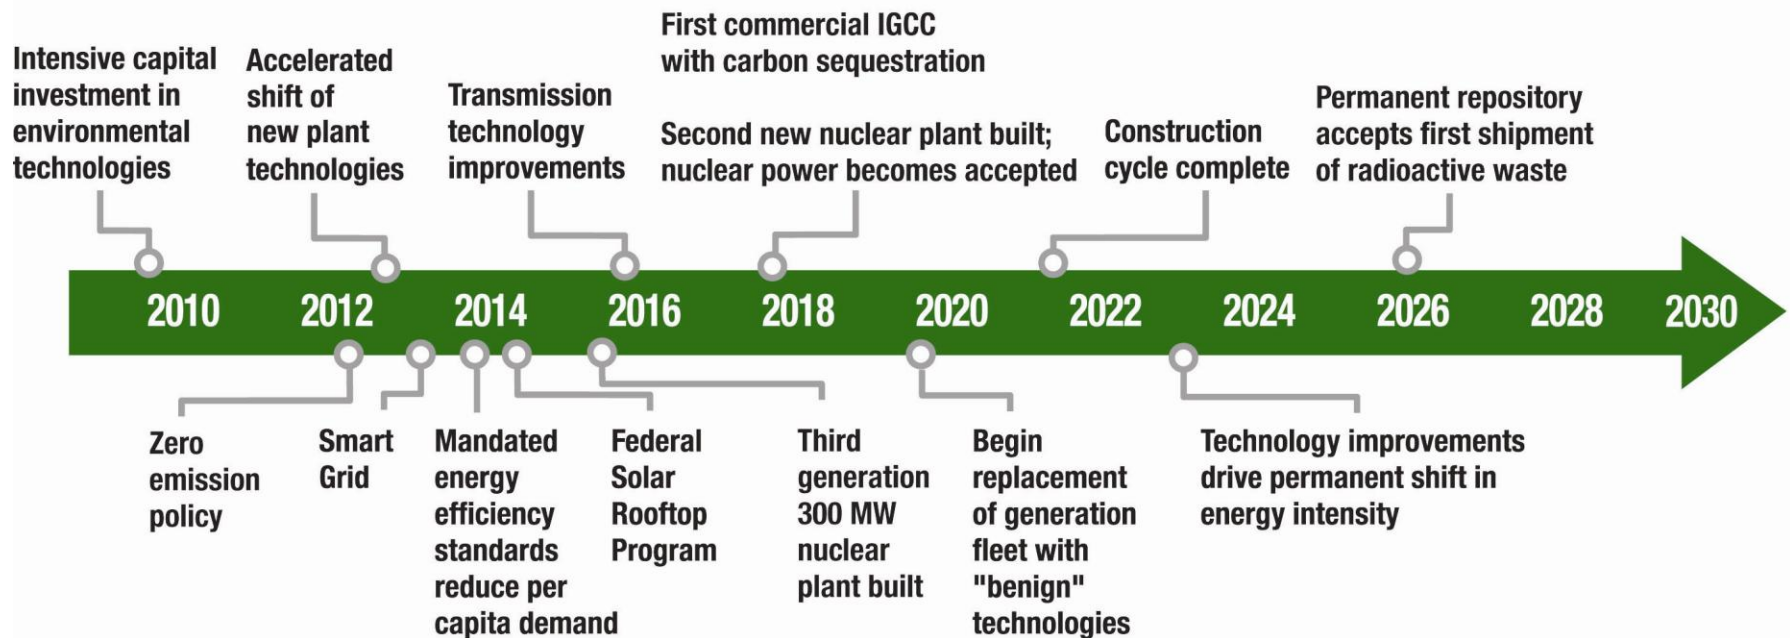 Intensive capital
investment in
environmental
technologies
Accelerated
shift of
new plant
technologies
Transmission
technology
improvements
First commercial IGCC
with carbon sequestration
Second new nuclear plant built;
nuclear power becomes accepted
Construction
cycle complete
Permanent repository
accepts first shipment
of radioactive waste
2010 2012 2014 2016 2018 2020 2022 2024 2026 2028 2030
Zero
emission
policy
Smart
Grid
Mandated
energy
efficiency
standards
reduce per
capita demand
Federal
Solar
Rooftop
Program
Third
generation
300 MW
nuclear
plant built
Begin
replacement
of generation
fleet with
"benign"
technologies
Technology improvements
drive permanent shift in
energy intensity